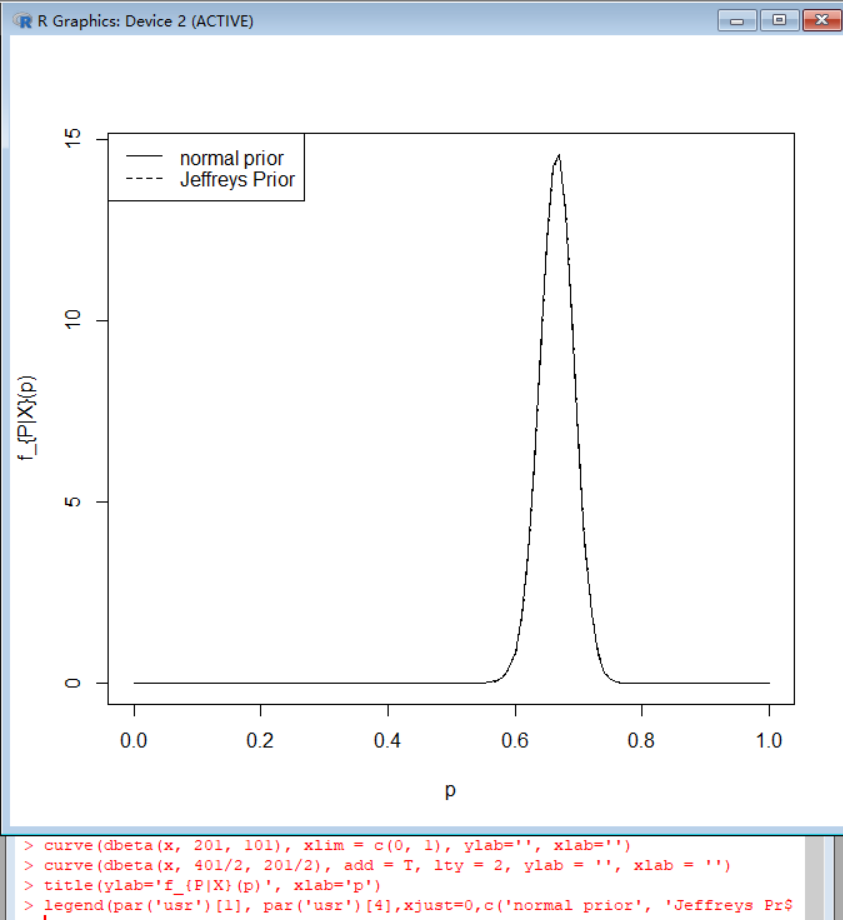 R Graphics: Device 2 (ACTIVE)
15
normal prior
Jeffreys Prior
10
f_{P|X}(p)
5
0
0.0 0.2 0.4 0.6 0.8 1.0
p
> curve(dbeta(x, 201, 101), xlim = c(0, 1), ylab='', xlab='')
> curve(dbeta(x, 401/2, 201/2), add = T, lty = 2, ylab = '', xlab = '')
> title(ylab='f_{P|X}(p)', xlab='p')
> legend(par('usr')[1], par('usr')[4],xjust=0,c('normal prior', 'Jeffreys Pr$